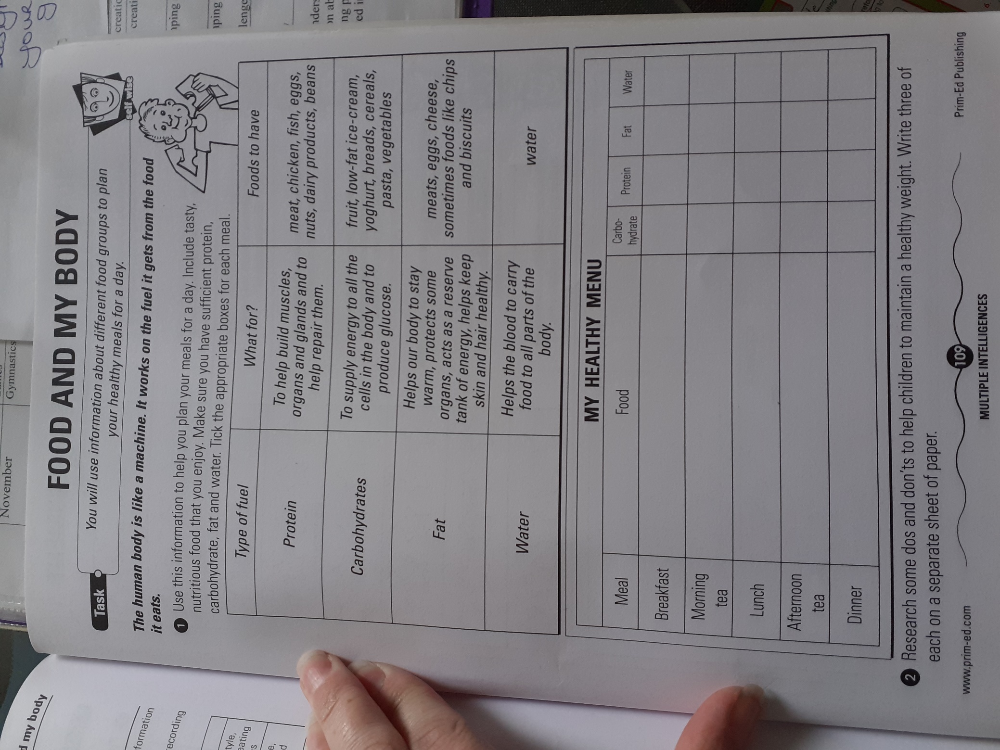 FOOD AND MY BODY
Task
You will use information about different food groups to plan
your healthy meals for a day.
self wise
The human body is like a machine. It works on the fuel it gets from the food
it eats.
1 Use this information to help you plan your meals for a day. Include tasty,
nutritious food that you enjoy. Make sure you have sufficient protein,
carbohydrate, fat and water. Tick the appropriate boxes for each meal.
Type of fuel
What for?
Foods to have
Protein
To help build muscles,
organs and glands and to
help repair them.
meat, chicken, fish, eggs,
nuts, dairy products, beans
Carbohydrates
To supply energy to all the
cells in the body and to
produce glucose.
fruit, low-fat ice-cream,
yoghurt, breads, cereals,
pasta, vegetables
Fat
Helps our body to stay
warm, protects some
organs, acts as a reserve
tank of energy, helps keep
skin and hair healthy.
meats, eggs, cheese,
sometimes foods like chips
and biscuits
Water
Helps the blood to carry
food to all parts of the
body.
water
MY HEALTHY MENU
Meal
Food
Carbo-
hydrate
Protein
Fat
Water
Breakfast
Morning
tea
Lunch
Afternoon
tea
Dinner
2 Research some dos and don'ts to help children to maintain a healthy weight. Write three of
each on a separate sheet of paper.
www.prim-ed.com
109
Prim-Ed Publishing
MULTIPLE INTELLIGENCES
November
Gymnastics
your
my body